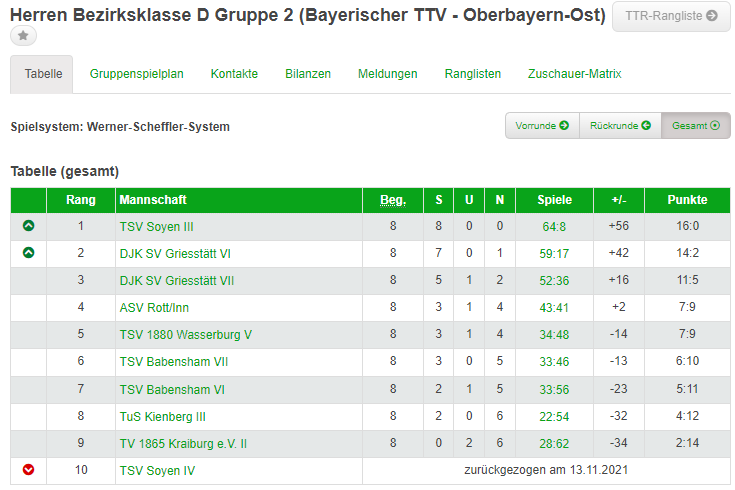 Herren Bezirksklasse D Gruppe 2 (Bayerischer TTV - Oberbayern-Ost) TTR-Rangliste
Tabelle Gruppenspielplan Kontakte Bilanzen Meldungen Ranglisten Zuschauer-Matrix
Spielsystem: Werner-Scheffler-System Vorrunde Rückrunde Gesamt
Tabelle (gesamt)
Rang Mannschaft Beg. S U N Spiele +/- Punkte
1 TSV Soyen III 8 8 0 0 64:8 +56 16:0
2 DJK SV Griesstätt VI 8 7 0 1 59:17 +42 14:2
3 DJK SV Griesstätt VII 8 5 1 2 52:36 +16 11:5
4 ASV Rott/Inn 8 3 1 4 43:41 +2 7:9
5 TSV 1880 Wasserburg V 8 3 1 4 34:48 -14 7:9
6 TSV Babensham VII 8 3 0 5 33:46 -13 6:10
7 TSV Babensham VI 8 2 1 5 33:56 -23 5:11
8 TuS Kienberg III 8 2 0 6 22:54 -32 4:12
9 TV 1865 Kraiburg e.V. II 8 0 2 6 28:62 -34 2:14
10 TSV Soyen IV zurückgezogen am 13.11.2021